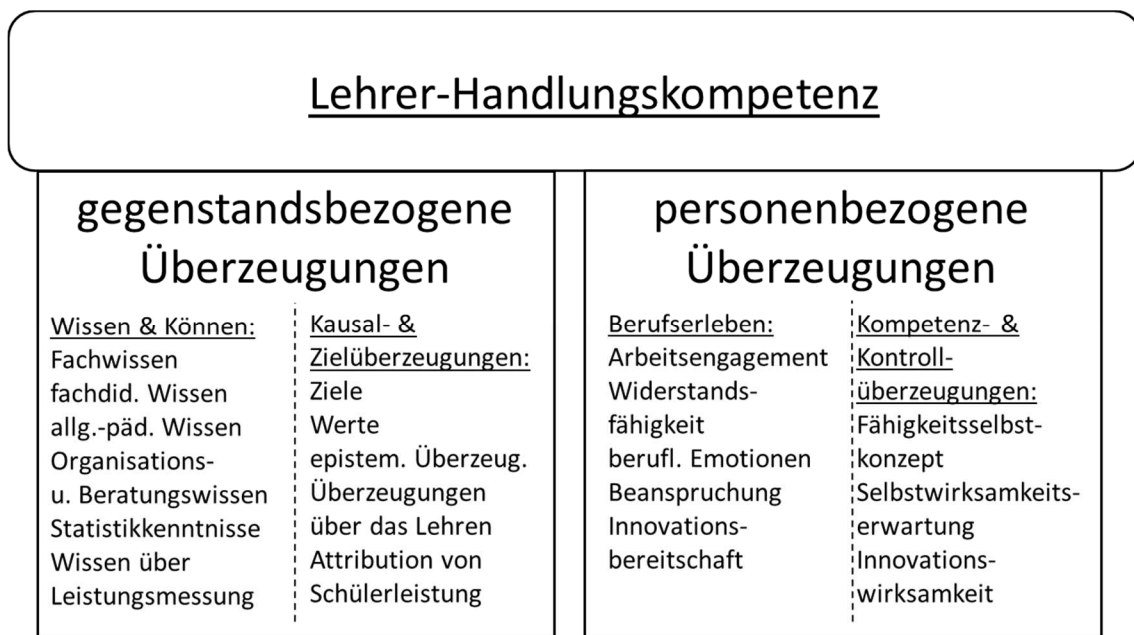 Lehrer-Handlungskompetenz
gegenstandsbezogene
Überzeugungen
Wissen & Können:
Fachwissen
fachdid. Wissen
allg.-päd. Wissen
Organisations-
u. Beratungswissen
Statistikkenntnisse
Wissen über
Leistungsmessung
Kausal- &
Zielüberzeugungen:
Ziele
Werte
epistem. Überzeug.
Überzeugungen
über das Lehren
Attribution von
Schülerleistung
personenbezogene
Überzeugungen
Berufserleben:
Arbeitsengagement
Widerstands-
fähigkeit
berufl. Emotionen
Beanspruchung
Innovations-
bereitschaft
Kompetenz- &
Kontroll-
überzeugungen:
Fähigkeitsselbst-
konzept
Selbstwirksamkeits-
erwartung
Innovations-
wirksamkeit